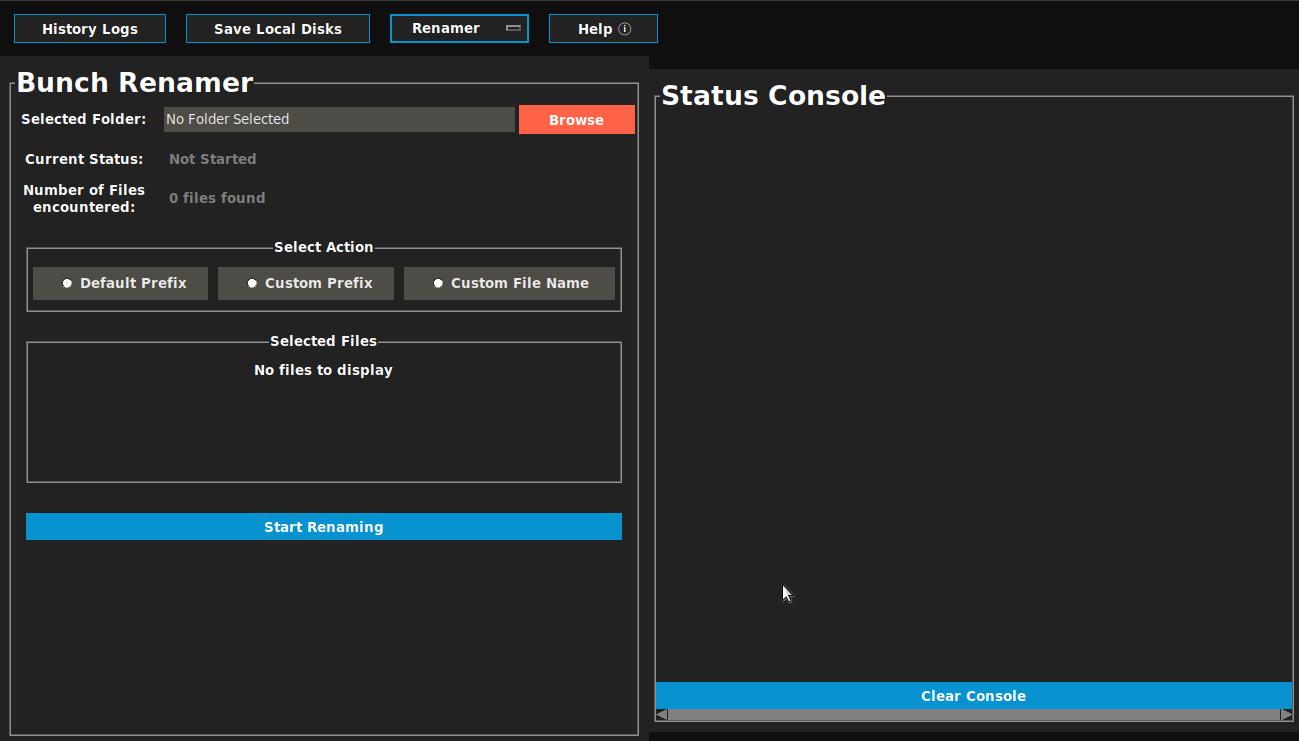 History Logs
Save Local Disks
Renamer
Help ⓘ
Bunch Renamer
Selected Folder:
No Folder Selected
Browse
Current Status:
Not Started
Number of Files
encountered:
0 files found
Select Action
Default Prefix
Custom Prefix
Custom File Name
Selected Files
No files to display
Start Renaming
Status Console
Clear Console